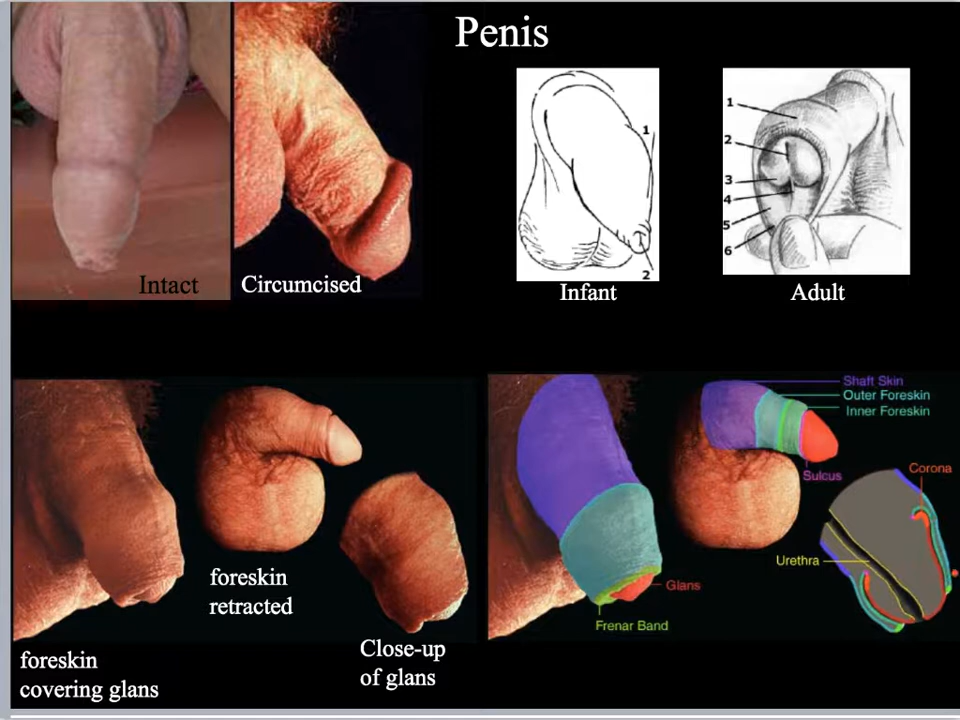 Penis
Intact
Circumcised
1
2
Infant
1
2
3
4
5
6
Adult
foreskin
covering glans
foreskin
retracted
Close-up
of glans
Shaft Skin
Outer Foreskin
Inner Foreskin
Sulcus
Corona
Urethra
Glans
Frenar Band